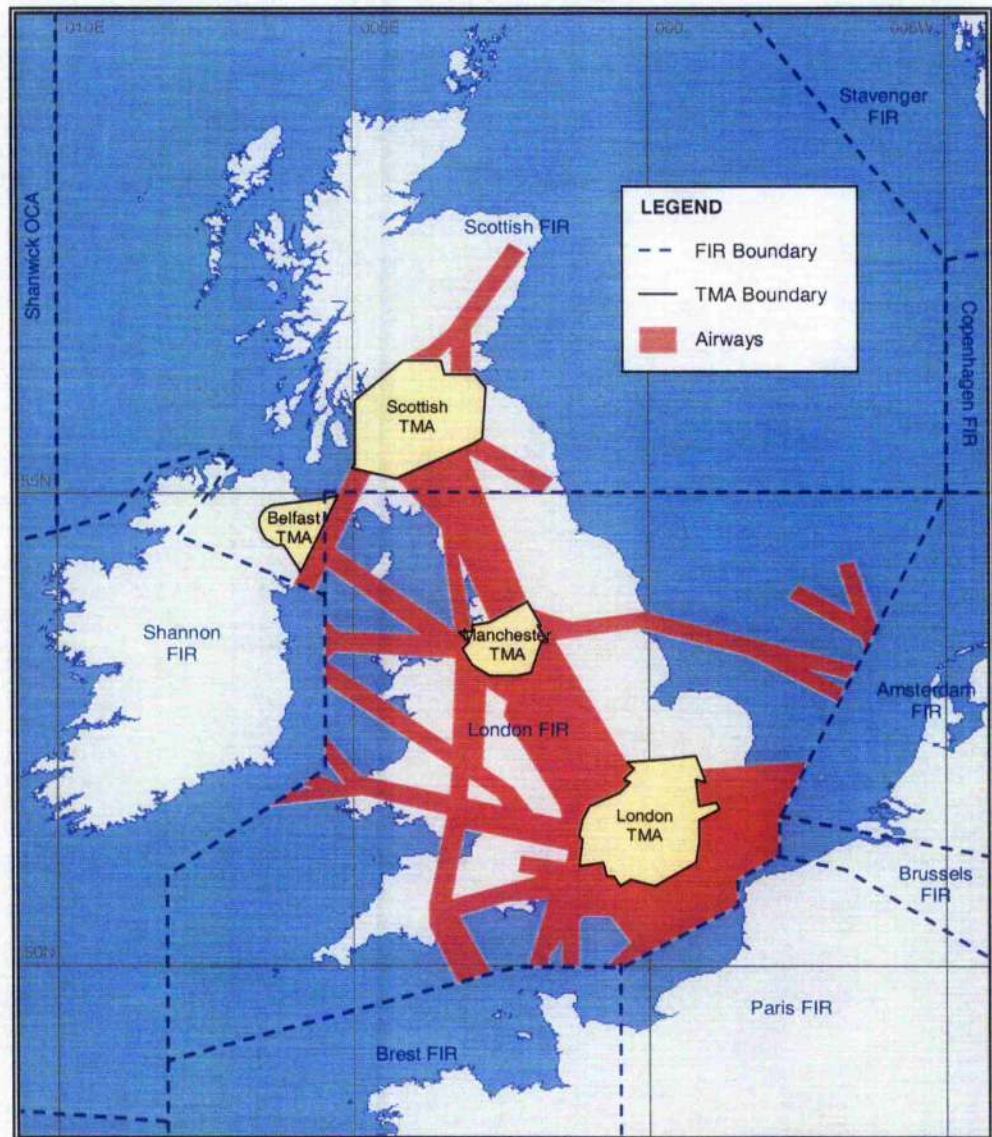 010E
005E
000
005W
Stavenger
FIR
Shanwick OCA
LEGEND
FIR Boundary
TMA Boundary
Airways
Scottish FIR
Copenhagen FIR
Scottish
TMA
55N
Belfast
TMA
Shannon
FIR
Manchester
TMA
Amsterdam
FIR
London FIR
London
TMA
Brussels
FIR
50N
Paris FIR
Brest FIR